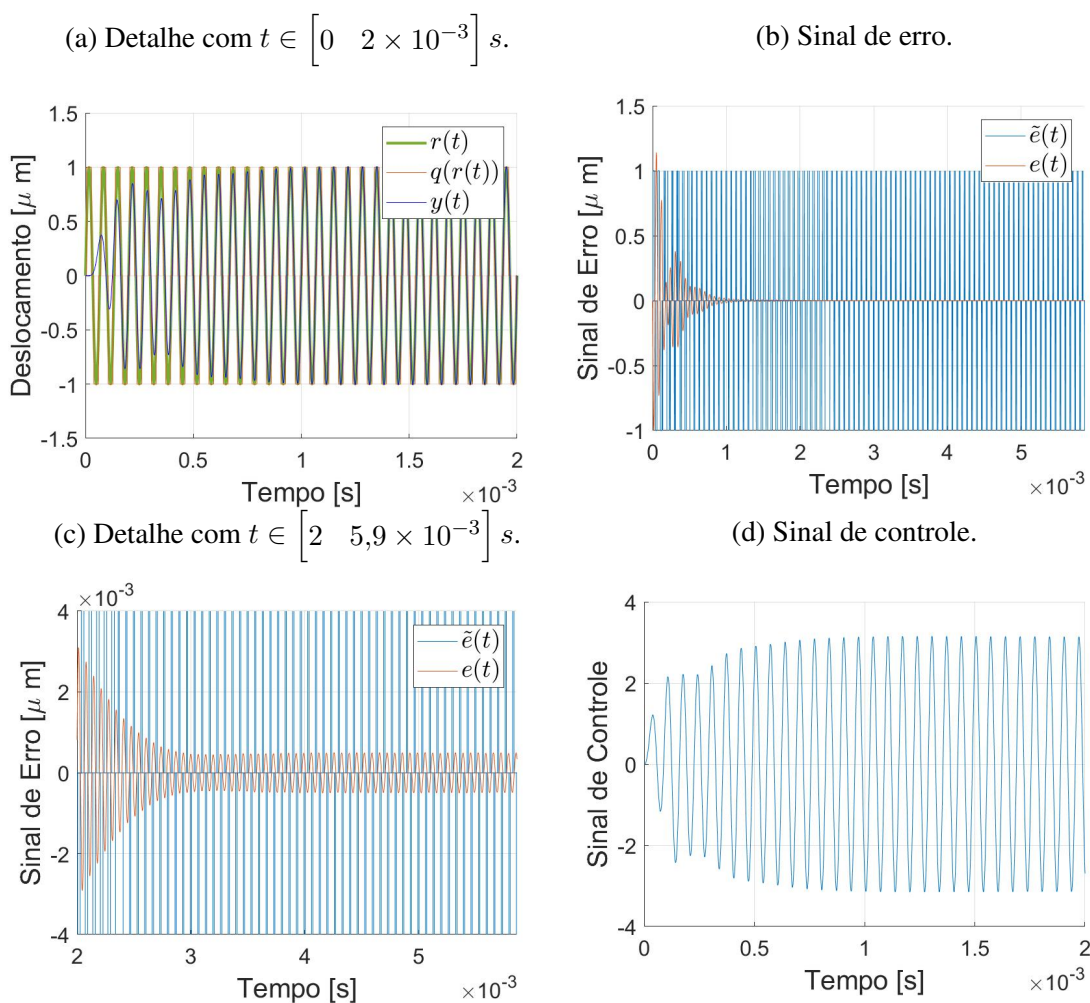 (a) Detalhe com t ∈ [0 2 × 10⁻³] s.
(b) Sinal de erro.
1.5
1
0.5
0
-0.5
-1
-1.5
Deslocamento [μ m]
r(t)
q(r(t))
y(t)
0 0.5 1 1.5 2
Tempo [s]
×10⁻³
1.5
1
0.5
0
-0.5
-1
Sinal de Erro [μ m]
ẽ(t)
e(t)
0 1 2 3 4 5
Tempo [s]
×10⁻³
(c) Detalhe com t ∈ [2 5,9 × 10⁻³] s.
(d) Sinal de controle.
×10⁻³
4
2
0
-2
-4
Sinal de Erro [μ m]
ẽ(t)
e(t)
2 3 4 5
Tempo [s]
×10⁻³
4
2
0
-2
-4
Sinal de Controle
0 0.5 1 1.5 2
Tempo [s]
×10⁻³